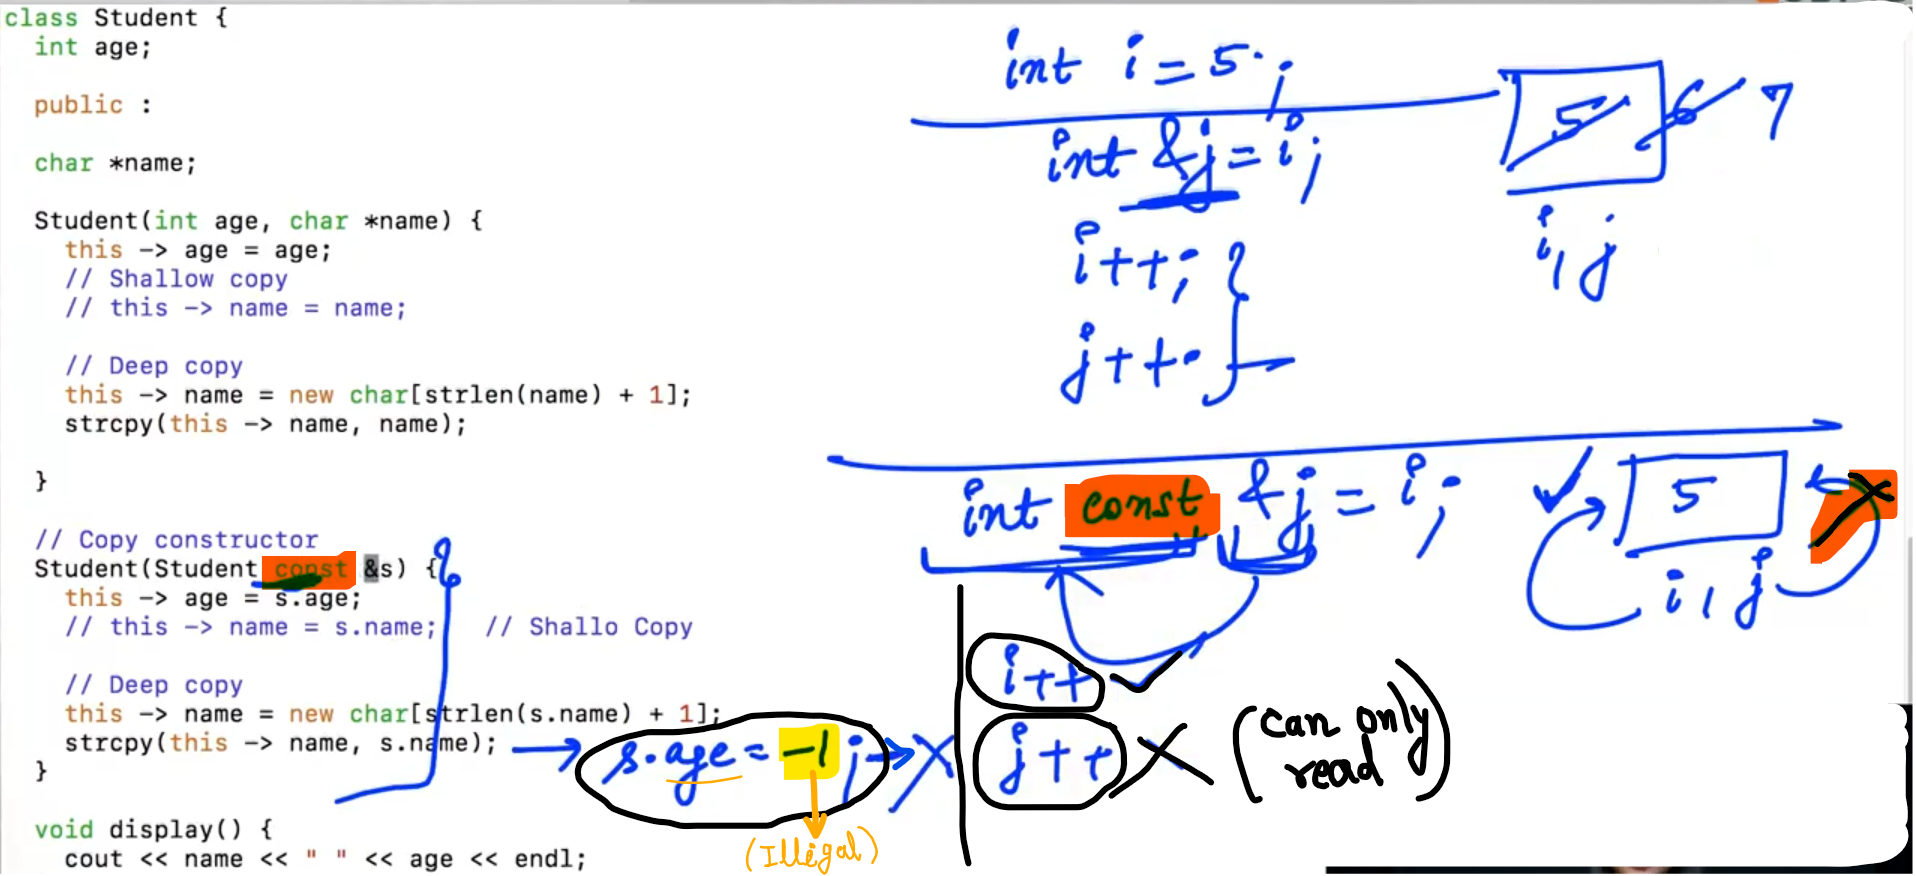 class Student {
int age;
public :
char *name;
Student(int age, char *name) {
this -> age = age;
// Shallow copy
// this -> name = name;
// Deep copy
this -> name = new char[strlen(name) + 1];
strcpy(this -> name, name);
}
// Copy constructor
Student(Student const &s) {
this -> age = s.age;
// this -> name = s.name;   // Shallo Copy
// Deep copy
this -> name = new char[strlen(s.name) + 1];
strcpy(this -> name, s.name);
}
void display() {
cout << name << " " << age << endl;
s.age = -1;
(Illegal)
int i = 5;
int &j = i;
i++;
j++;
5 6 7
i, j
int const &j = i;
5
i, j
i++
j++
(can only
read)